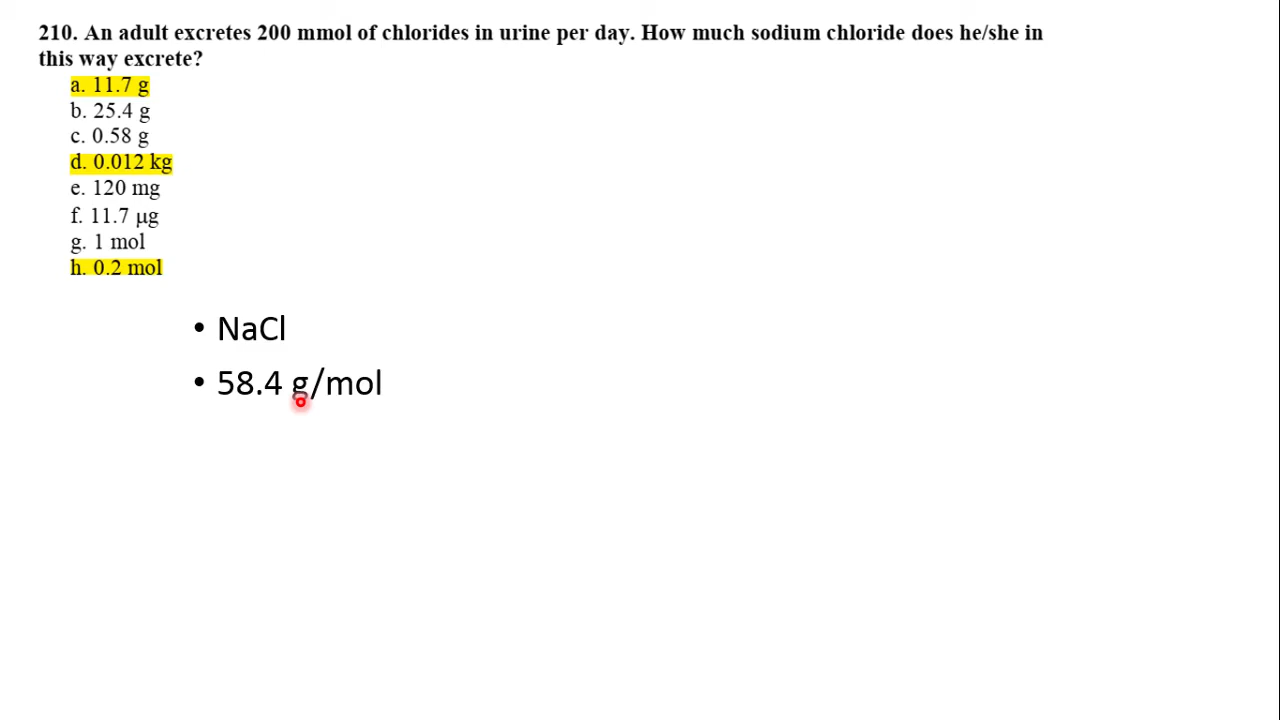 210. An adult excretes 200 mmol of chlorides in urine per day. How much sodium chloride does he/she in
this way excrete?
a. 11.7 g
b. 25.4 g
c. 0.58 g
d. 0.012 kg
e. 120 mg
f. 11.7 μg
g. 1 mol
h. 0.2 mol
• NaCl
• 58.4 g/mol